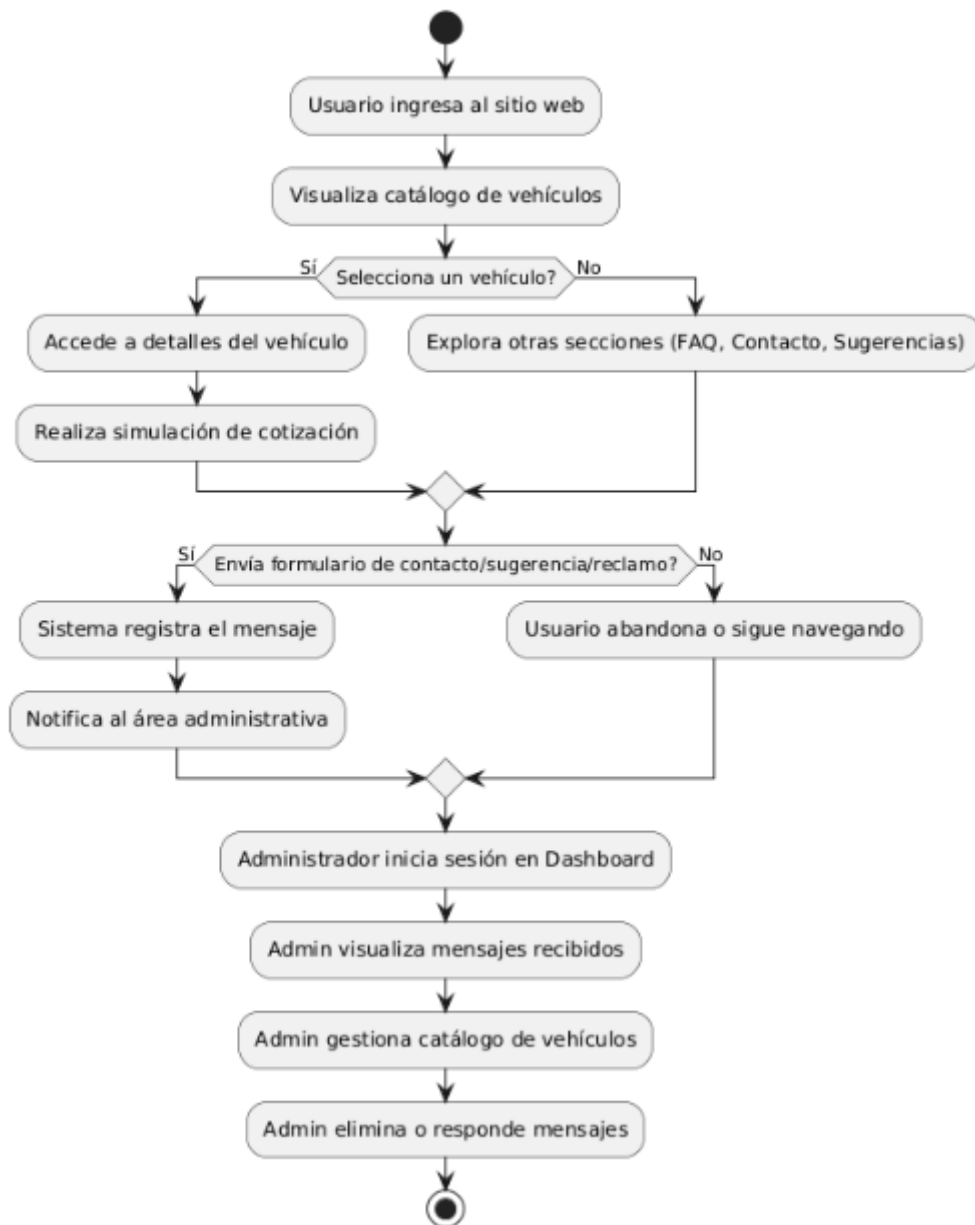 Usuario ingresa al sitio web
Visualiza catálogo de vehículos
Sí
Selecciona un vehículo?
No
Accede a detalles del vehículo
Explora otras secciones (FAQ, Contacto, Sugerencias)
Realiza simulación de cotización
Sí
Envía formulario de contacto/sugerencia/reclamo?
No
Sistema registra el mensaje
Usuario abandona o sigue navegando
Notifica al área administrativa
Administrador inicia sesión en Dashboard
Admin visualiza mensajes recibidos
Admin gestiona catálogo de vehículos
Admin elimina o responde mensajes